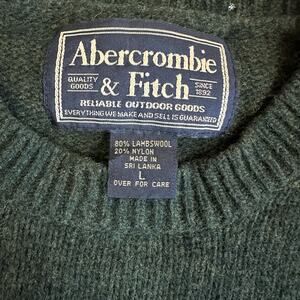 Abercrombie
QUALITY GOODS & Fitch SINCE 1892
RELIABLE OUTDOOR GOODS
EVERYTHING WE MAKE AND SELL IS GUARANTEED
80% LAMBSWOOL
20% NYLON
MADE IN
SRI LANKA
L
OVER FOR CARE